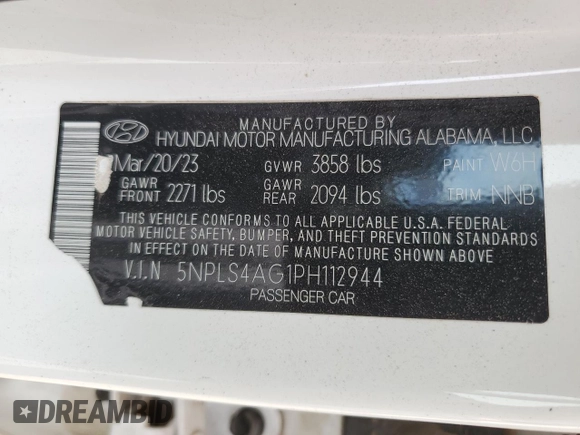 MANUFACTURED BY
HYUNDAI MOTOR MANUFACTURING ALABAMA, LLC
Mar/20/23 GVWR 3858 lbs PAINT W6H
GAWR FRONT 2271 lbs GAWR REAR 2094 lbs TRIM NNB
THIS VEHICLE CONFORMS TO ALL APPLICABLE U.S.A. FEDERAL
MOTOR VEHICLE SAFETY, BUMPER, AND THEFT PREVENTION STANDARDS
IN EFFECT ON THE DATE OF MANUFACTURE SHOWN ABOVE
V.I.N 5NPLS4AG1PH112944
PASSENGER CAR
DREAMBID